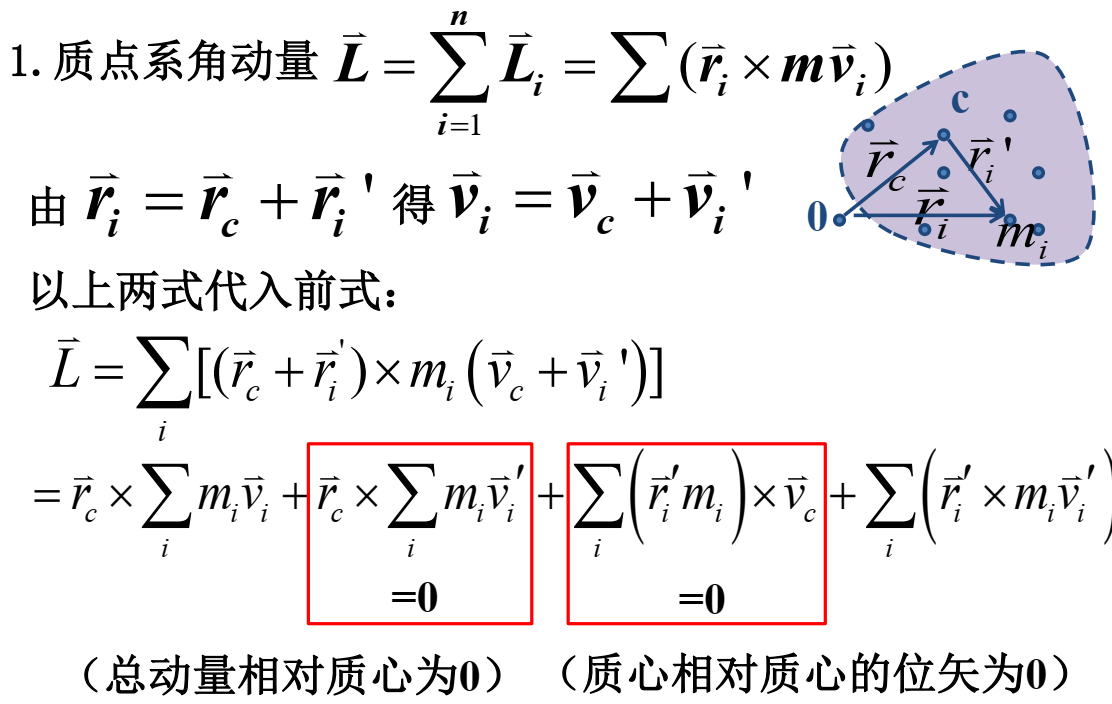 1.质点系角动量 $\vec{L} = \sum_{i=1}^{n} \vec{L}_i = \sum (\vec{r}_i \times m\vec{v}_i)$
由 $\vec{r}_i = \vec{r}_c + \vec{r}_i\,'$ 得 $\vec{v}_i = \vec{v}_c + \vec{v}_i\,'$
c
$\vec{r}_c$ $\vec{r}_i\,'$
0 $\vec{r}_i$ $m_i$
以上两式代入前式：
$\vec{L} = \sum_{i} [(\vec{r}_c + \vec{r}_i^{\,'}) \times m_i (\vec{v}_c + \vec{v}_i\,')]$
$= \vec{r}_c \times \sum_{i} m_i \vec{v}_i + \vec{r}_c \times \sum_{i} m_i \vec{v}_i' + \sum_{i} (\vec{r}_i' m_i) \times \vec{v}_c + \sum_{i} (\vec{r}_i' \times m_i \vec{v}_i')$
=0 =0
（总动量相对质心为0） （质心相对质心的位矢为0）